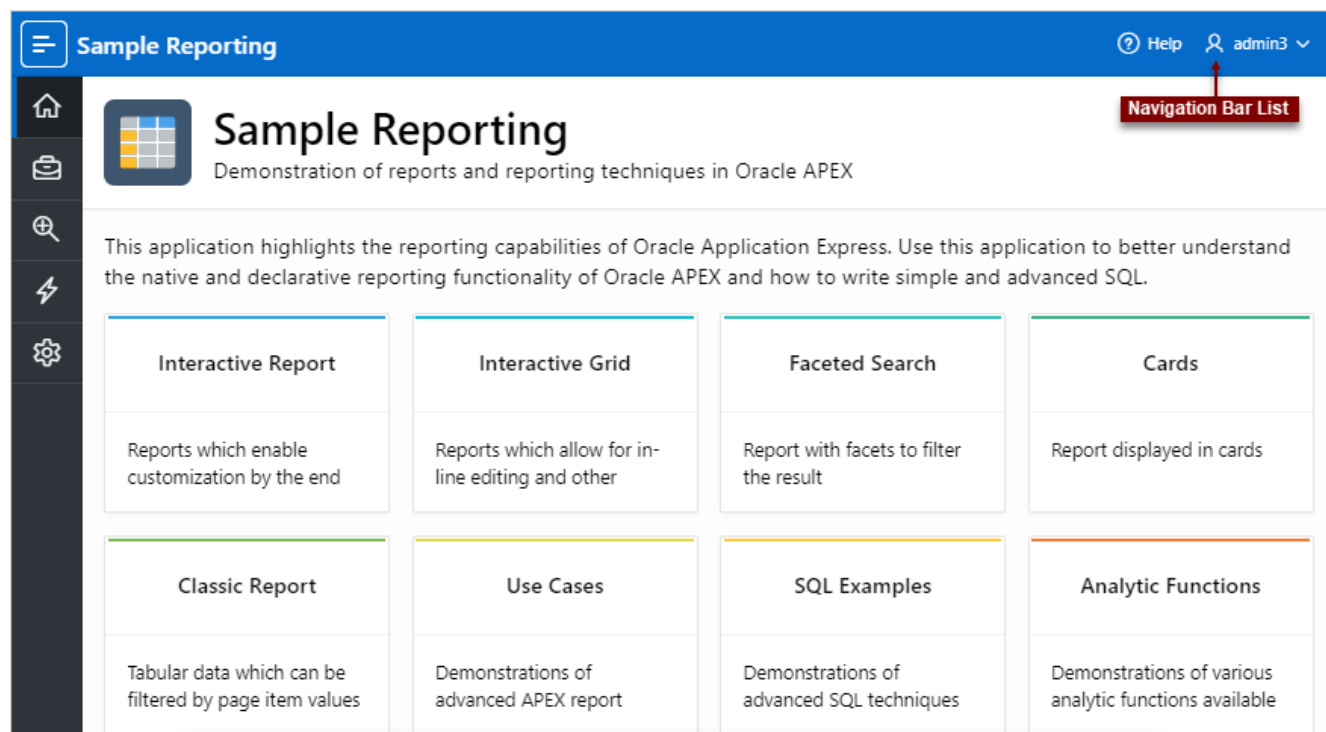 Sample Reporting
Help admin3
Navigation Bar List
Sample Reporting
Demonstration of reports and reporting techniques in Oracle APEX
This application highlights the reporting capabilities of Oracle Application Express. Use this application to better understand
the native and declarative reporting functionality of Oracle APEX and how to write simple and advanced SQL.
Interactive Report
Reports which enable
customization by the end
Interactive Grid
Reports which allow for in-
line editing and other
Faceted Search
Report with facets to filter
the result
Cards
Report displayed in cards
Classic Report
Tabular data which can be
filtered by page item values
Use Cases
Demonstrations of
advanced APEX report
SQL Examples
Demonstrations of
advanced SQL techniques
Analytic Functions
Demonstrations of various
analytic functions available